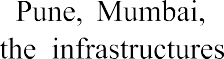 Pune, Mumbai,
the infrastructures